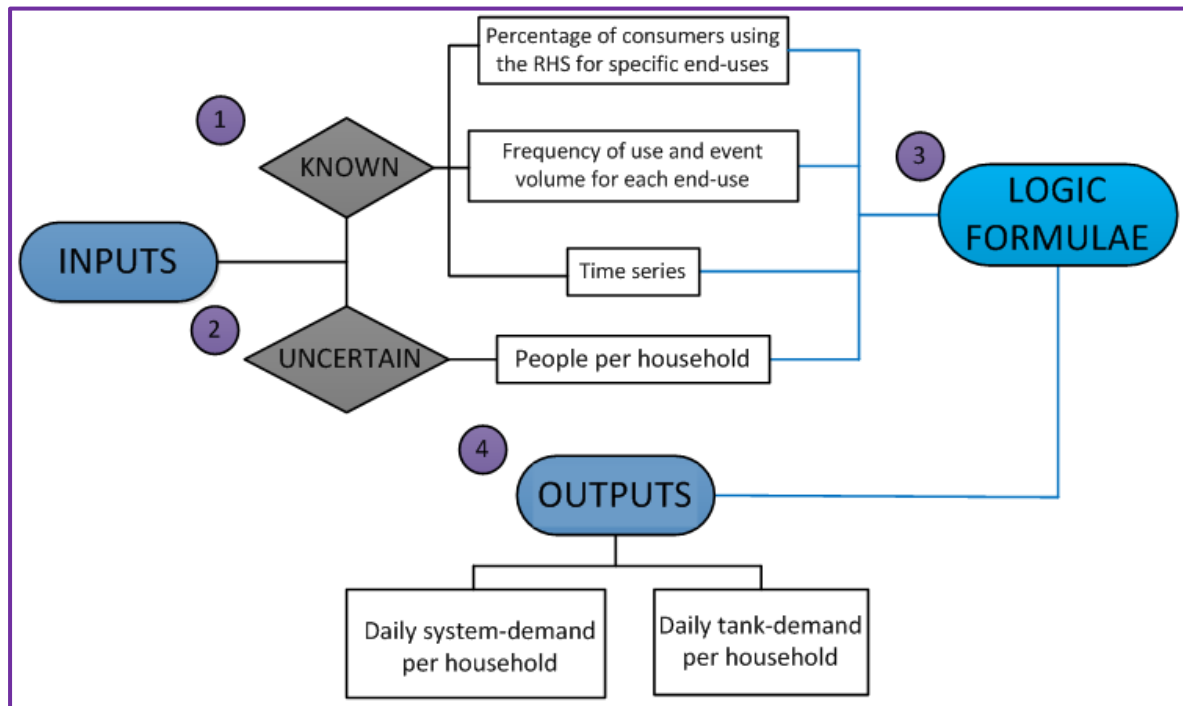 Percentage of consumers using
the RHS for specific end-uses
1
KNOWN
Frequency of use and event
volume for each end-use
3
LOGIC
FORMULAE
INPUTS
Time series
2
UNCERTAIN
People per household
4
OUTPUTS
Daily system-demand
per household
Daily tank-demand
per household